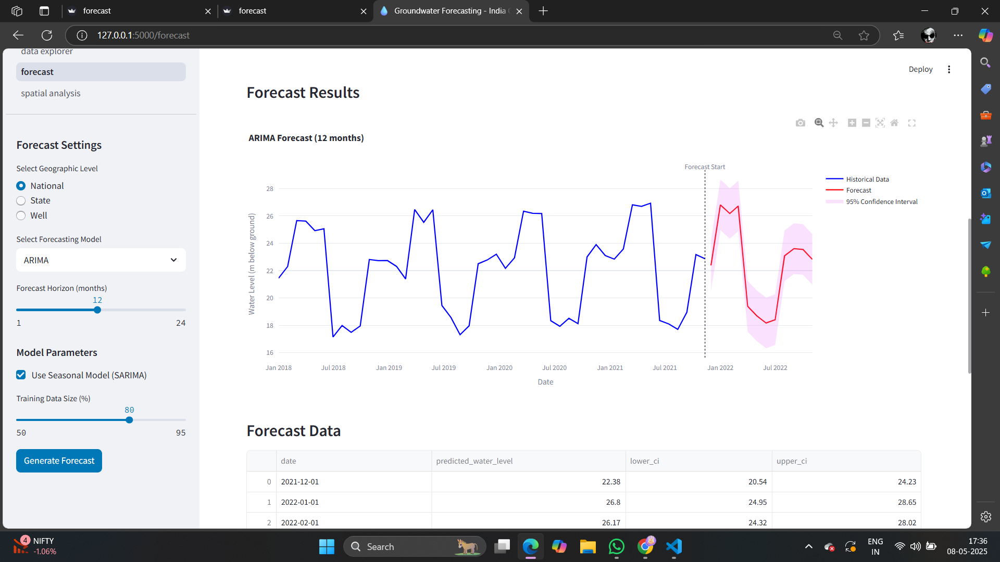 forecast
forecast
Groundwater Forecasting - India
127.0.0.1:5000/forecast
data explorer
forecast
spatial analysis
Forecast Settings
Select Geographic Level
National
State
Well
Select Forecasting Model
ARIMA
Forecast Horizon (months)
12
1 24
Model Parameters
Use Seasonal Model (SARIMA)
Training Data Size (%)
80
50 95
Generate Forecast
Deploy
Forecast Results
ARIMA Forecast (12 months)
Forecast Start
Historical Data
Forecast
95% Confidence Interval
Water Level (m below ground)
28
26
24
22
20
18
16
Jan 2018 Jul 2018 Jan 2019 Jul 2019 Jan 2020 Jul 2020 Jan 2021 Jul 2021 Jan 2022 Jul 2022
Date
Forecast Data
date predicted_water_level lower_ci upper_ci
0 2021-12-01 22.38 20.54 24.23
1 2022-01-01 26.8 24.95 28.65
2 2022-02-01 26.17 24.32 28.02
4
NIFTY
-1.06%
Search
ENG
IN
17:36
08-05-2025